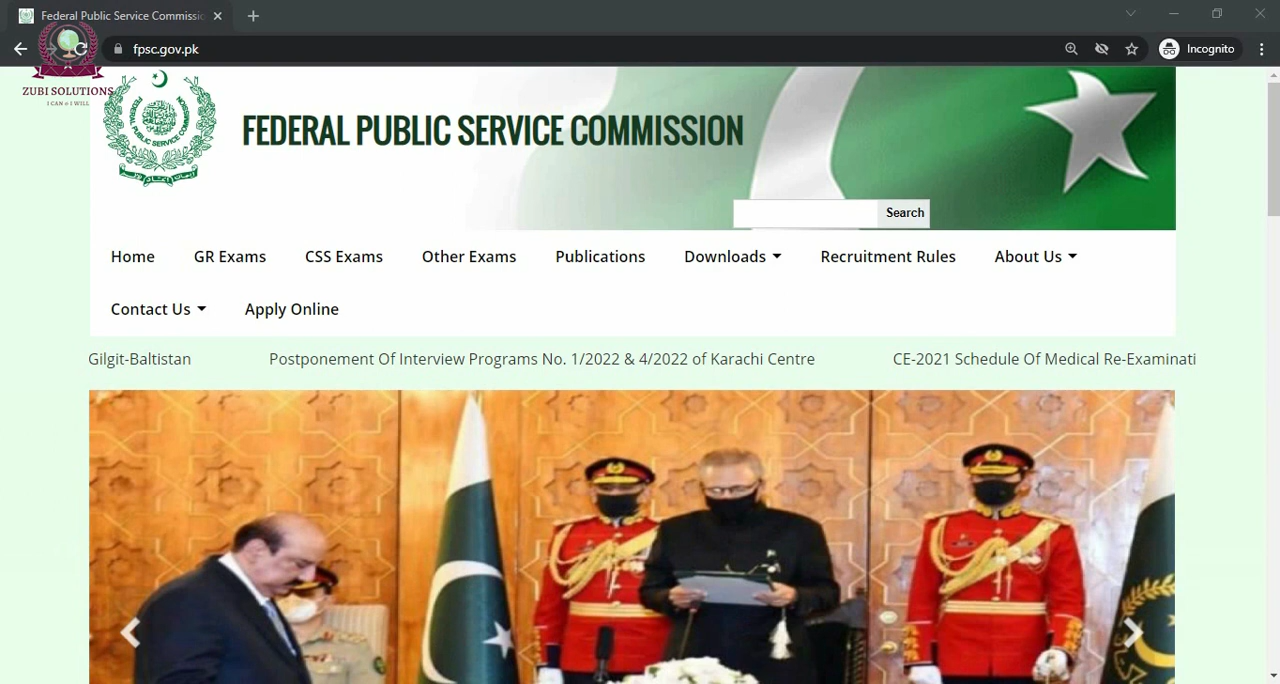 Federal Public Service Commissio
fpsc.gov.pk
Incognito
ZUBI SOLUTIONS
I CAN & I WILL
FEDERAL PUBLIC SERVICE COMMISSION
Search
Home GR Exams CSS Exams Other Exams Publications Downloads Recruitment Rules About Us
Contact Us Apply Online
Gilgit-Baltistan Postponement Of Interview Programs No. 1/2022 & 4/2022 of Karachi Centre CE-2021 Schedule Of Medical Re-Examinati